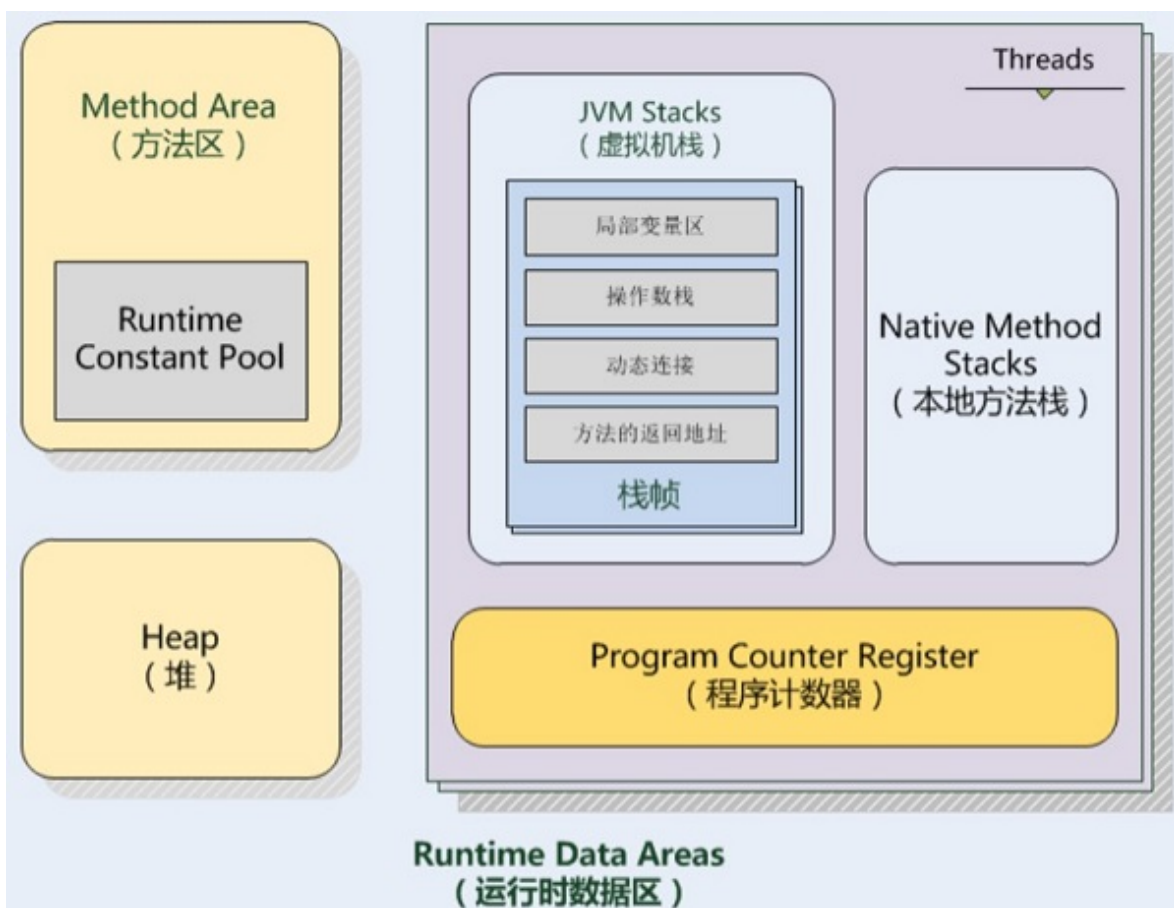 Method Area
（方法区）
Runtime
Constant Pool
Heap
（堆）
Threads
JVM Stacks
（虚拟机栈）
局部变量区
操作数栈
动态连接
方法的返回地址
栈帧
Native Method
Stacks
（本地方法栈）
Program Counter Register
（程序计数器）
Runtime Data Areas
（运行时数据区）